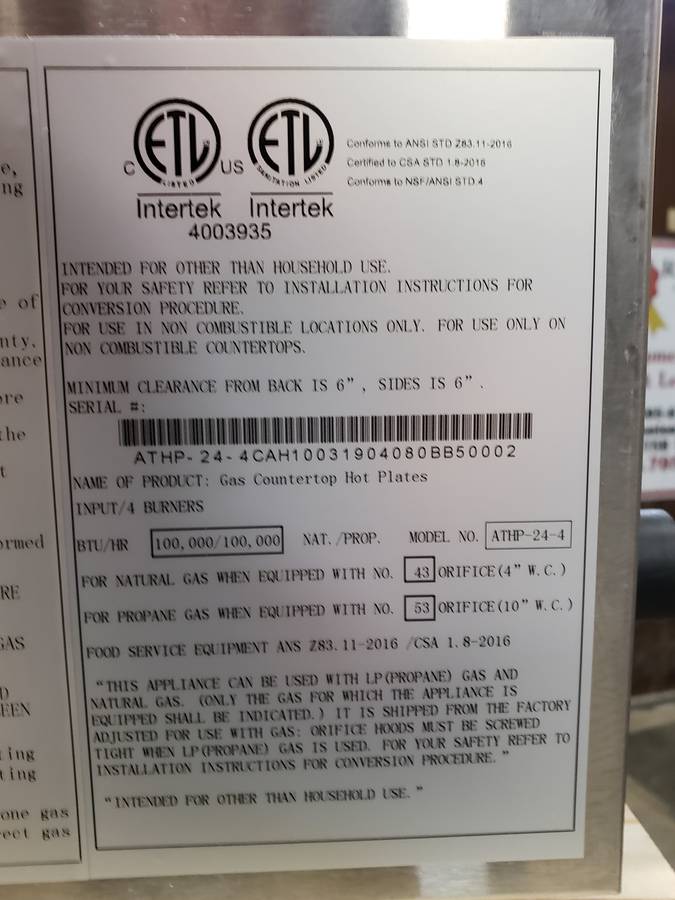 ETL
LISTED
C US
Intertek
ETL
SANITATION LISTED
Intertek
4003935
Conforms to ANSI STD Z83.11-2016
Certified to CSA STD 1.8-2016
Conforms to NSF/ANSI STD.4
INTENDED FOR OTHER THAN HOUSEHOLD USE.
FOR YOUR SAFETY REFER TO INSTALLATION INSTRUCTIONS FOR
CONVERSION PROCEDURE.
FOR USE IN NON COMBUSTIBLE LOCATIONS ONLY. FOR USE ONLY ON
NON COMBUSTIBLE COUNTERTOPS.
MINIMUM CLEARANCE FROM BACK IS 6”, SIDES IS 6”.
SERIAL #:
ATHP-24-4CAH10031904080BB50002
NAME OF PRODUCT: Gas Countertop Hot Plates
INPUT/4 BURNERS
BTU/HR 100,000/100,000 NAT./PROP. MODEL NO. ATHP-24-4
FOR NATURAL GAS WHEN EQUIPPED WITH NO. 43 ORIFICE(4” W.C.)
FOR PROPANE GAS WHEN EQUIPPED WITH NO. 53 ORIFICE(10” W.C.)
FOOD SERVICE EQUIPMENT ANS Z83.11-2016 /CSA 1.8-2016
“THIS APPLIANCE CAN BE USED WITH LP(PROPANE) GAS AND
NATURAL GAS. (ONLY THE GAS FOR WHICH THE APPLIANCE IS
EQUIPPED SHALL BE INDICATED.) IT IS SHIPPED FROM THE FACTORY
ADJUSTED FOR USE WITH GAS: ORIFICE HOODS MUST BE SCREWED
TIGHT WHEN LP(PROPANE) GAS IS USED. FOR YOUR SAFETY REFER TO
INSTALLATION INSTRUCTIONS FOR CONVERSION PROCEDURE.”
“INTENDED FOR OTHER THAN HOUSEHOLD USE.”
e of
the
GAS
one gas
gas